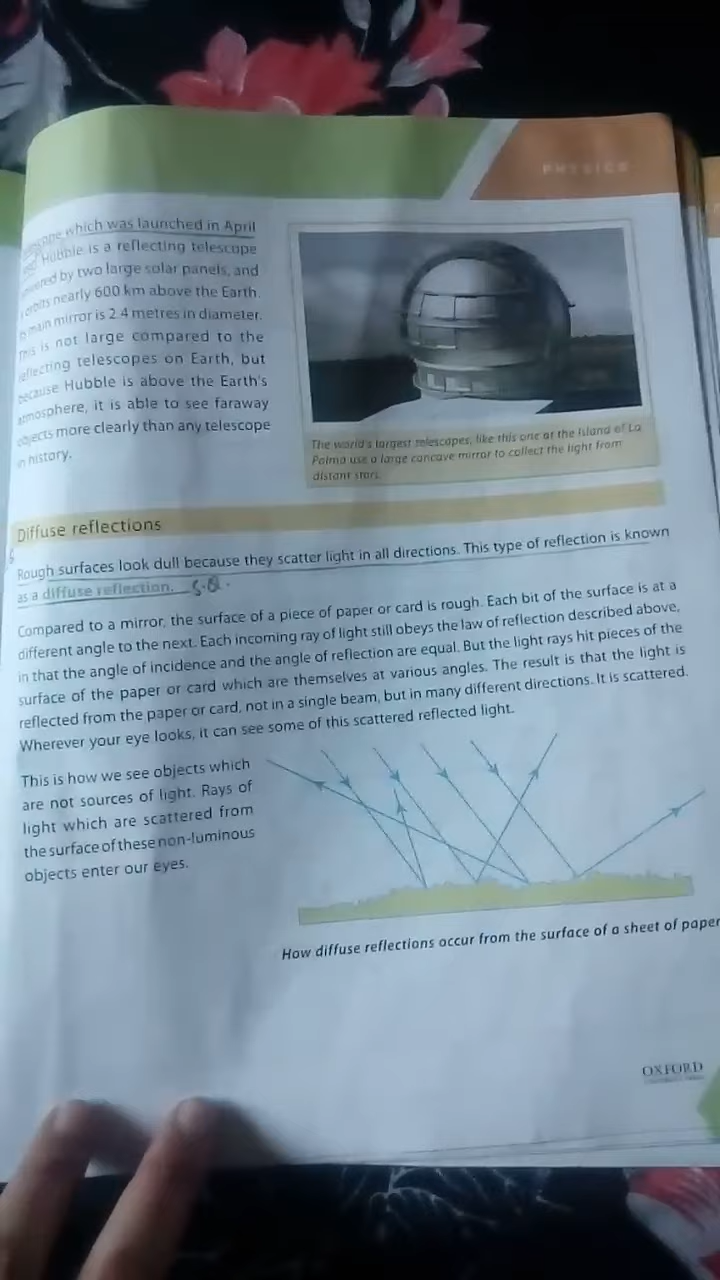 PHYSICS
which was launched in April
Hubble is a reflecting telescope
by two large solar panels, and
orbits nearly 600 km above the Earth.
main mirror is 2.4 metres in diameter.
This is not large compared to the
reflecting telescopes on Earth, but
because Hubble is above the Earth's
atmosphere, it is able to see faraway
objects more clearly than any telescope
in history.
The world's largest telescopes, like this one at the Island of La
Palma use a large concave mirror to collect the light from
distant stars.
Diffuse reflections
Rough surfaces look dull because they scatter light in all directions. This type of reflection is known
as a diffuse reflection. S.Q.
Compared to a mirror, the surface of a piece of paper or card is rough. Each bit of the surface is at a
different angle to the next. Each incoming ray of light still obeys the law of reflection described above,
in that the angle of incidence and the angle of reflection are equal. But the light rays hit pieces of the
surface of the paper or card which are themselves at various angles. The result is that the light is
reflected from the paper or card, not in a single beam, but in many different directions. It is scattered.
Wherever your eye looks, it can see some of this scattered reflected light.
This is how we see objects which
are not sources of light. Rays of
light which are scattered from
the surface of these non-luminous
objects enter our eyes.
How diffuse reflections occur from the surface of a sheet of paper
OXFORD
UNIVERSITY PRESS